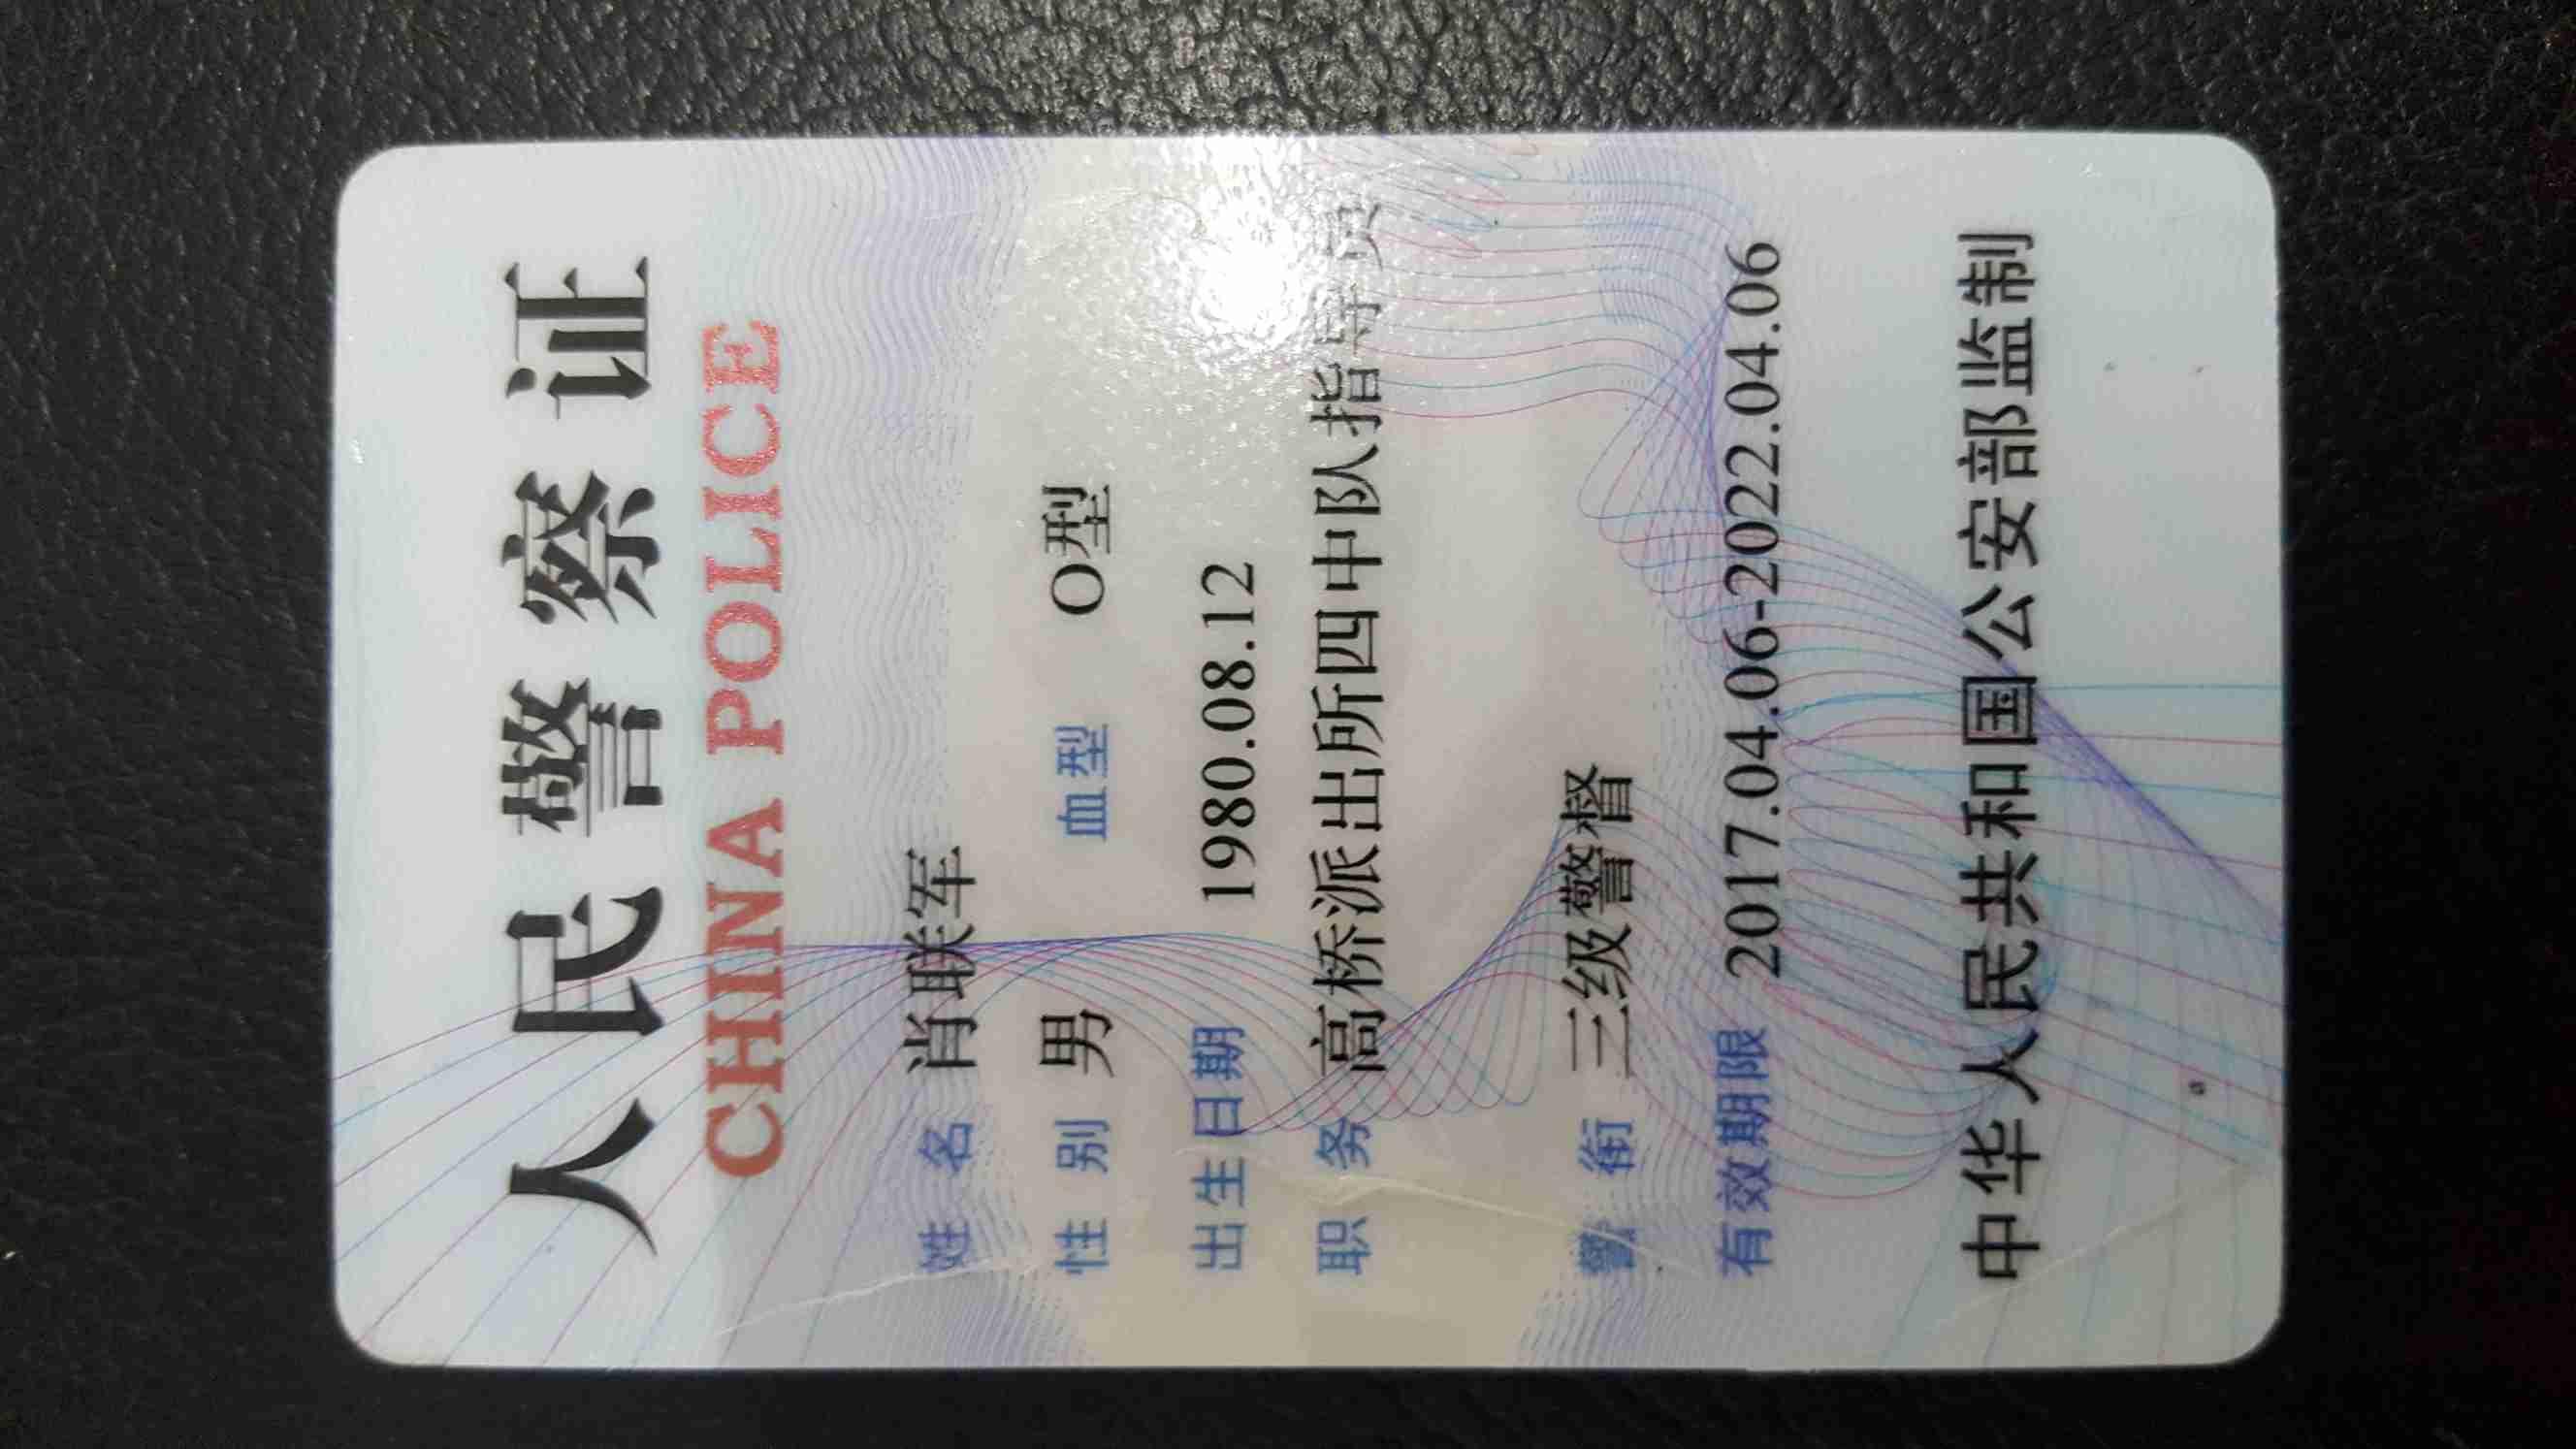 人民警察证
CHINA POLICE
姓 名 肖联军
性 别 男 血型 O型
出生日期 1980.08.12
职 务 高桥派出所四中队指导员
警 衔 三级警督
有效期限 2017.04.06-2022.04.06
中华人民共和国公安部监制